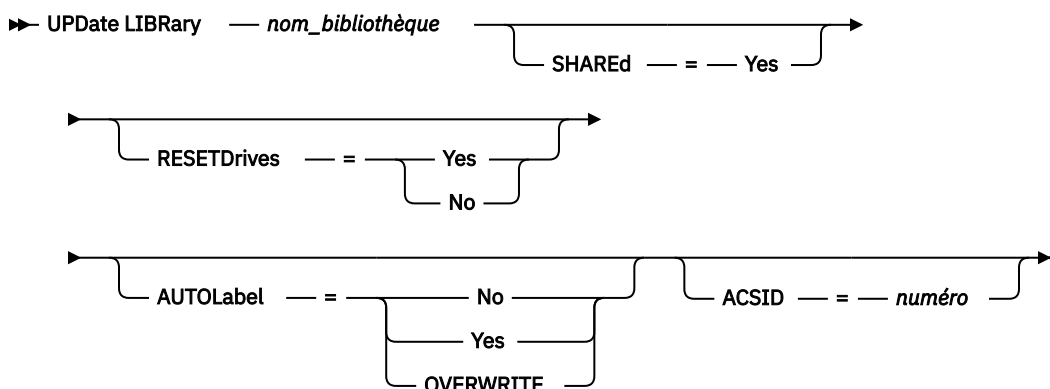 UPDate LIBRary nom_bibliothèque
SHAREd = Yes
RESETDrives = Yes
No
AUTOLabel = No
Yes
OVERWRITE
ACSID = numéro